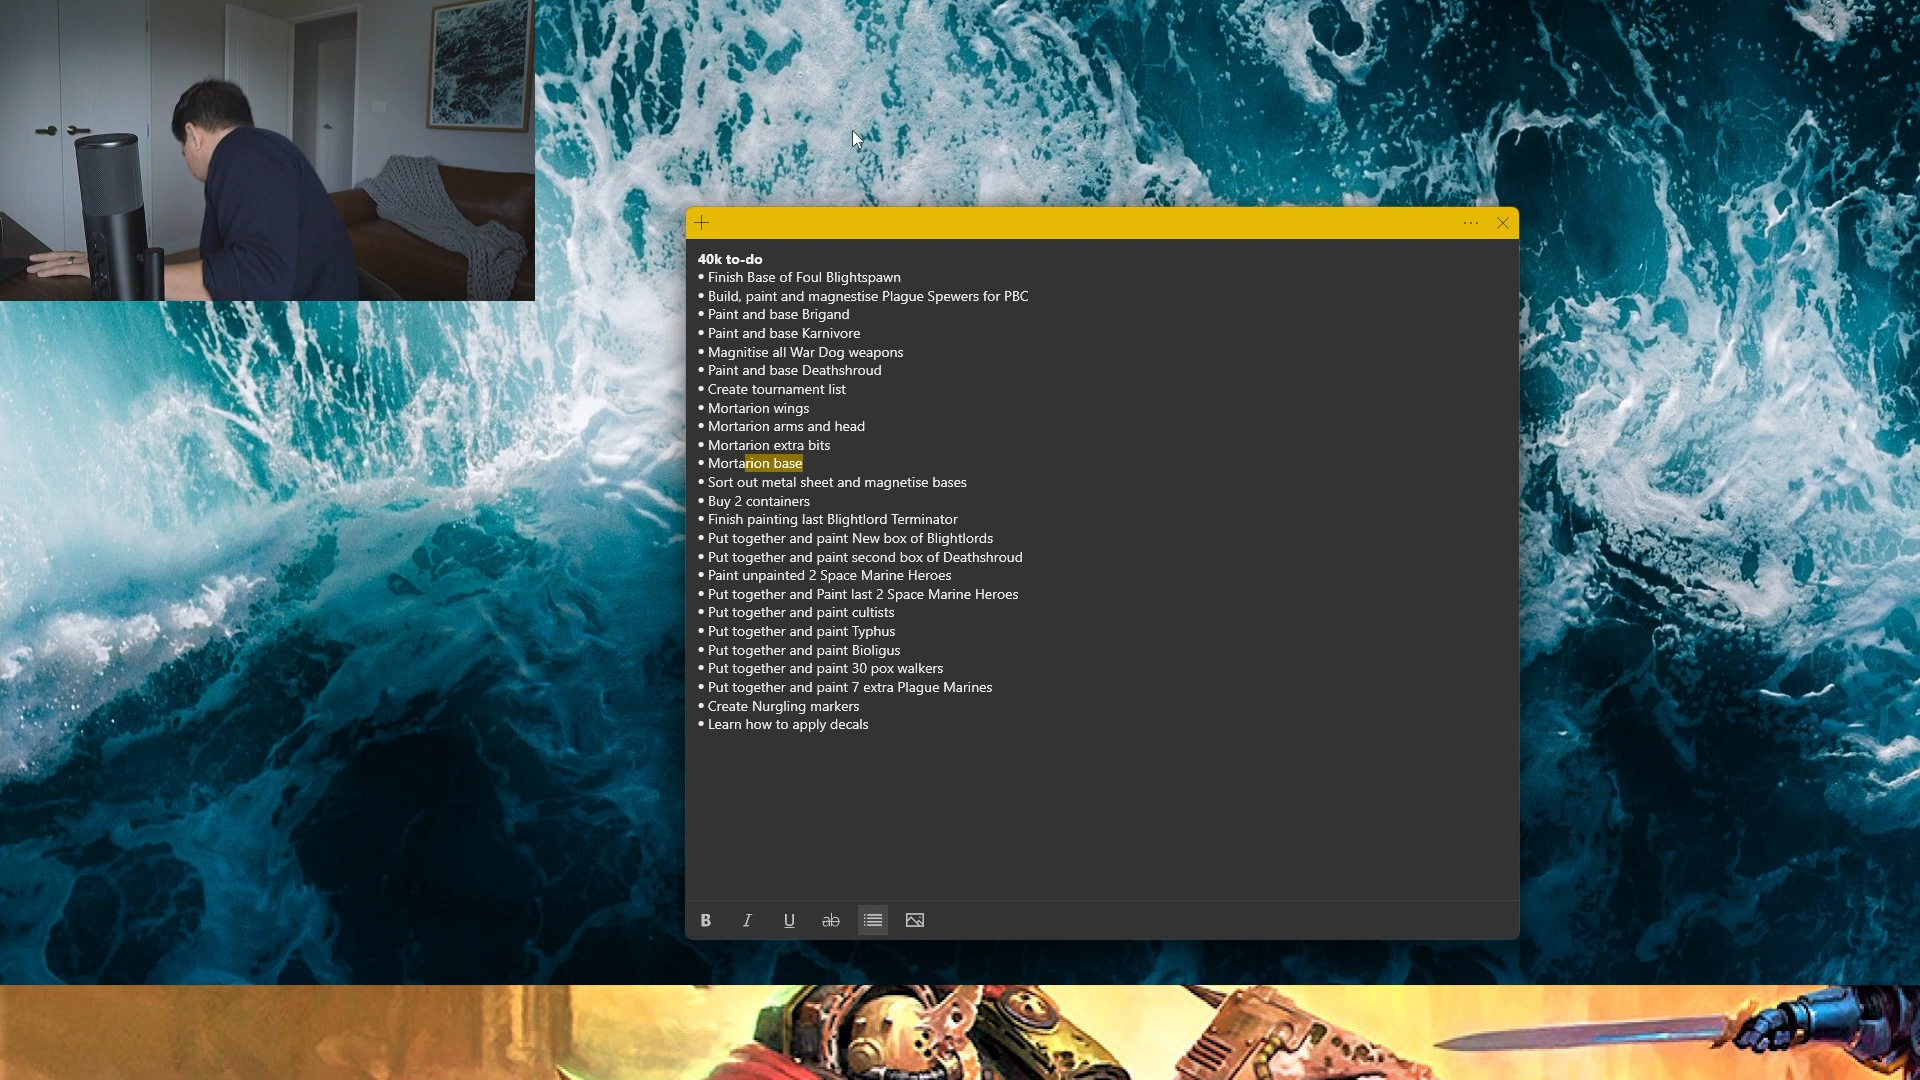 40k to-do
• Finish Base of Foul Blightspawn
• Build, paint and magnestise Plague Spewers for PBC
• Paint and base Brigand
• Paint and base Karnivore
• Magnitise all War Dog weapons
• Paint and base Deathshroud
• Create tournament list
• Mortarion wings
• Mortarion arms and head
• Mortarion extra bits
• Mortarion base
• Sort out metal sheet and magnetise bases
• Buy 2 containers
• Finish painting last Blightlord Terminator
• Put together and paint New box of Blightlords
• Put together and paint second box of Deathshroud
• Paint unpainted 2 Space Marine Heroes
• Put together and Paint last 2 Space Marine Heroes
• Put together and paint cultists
• Put together and paint Typhus
• Put together and paint Bioligus
• Put together and paint 30 pox walkers
• Put together and paint 7 extra Plague Marines
• Create Nurgling markers
• Learn how to apply decals
B I U ab